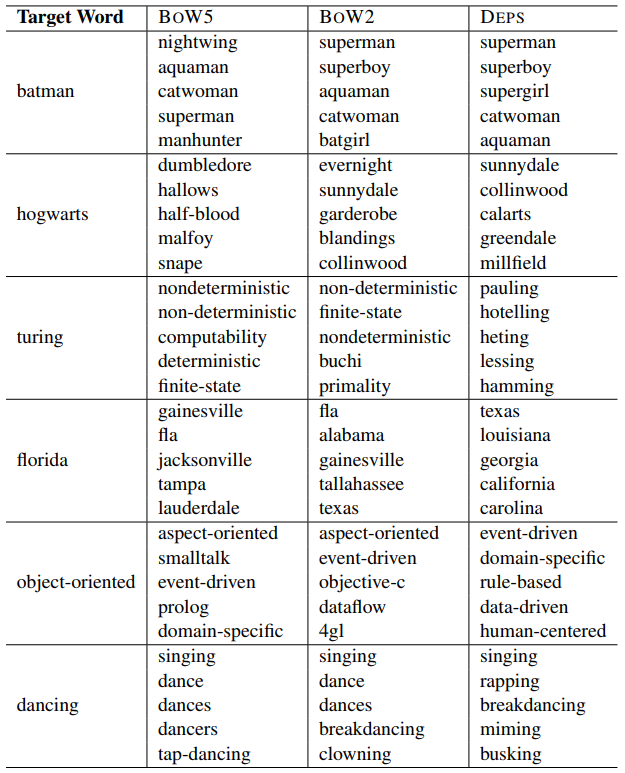 Target Word BOW5 BOW2 DEPS
nightwing superman superman
aquaman superboy superboy
batman catwoman aquaman supergirl
superman catwoman catwoman
manhunter batgirl aquaman
dumbledore evernight sunnydale
hallows sunnydale collinwood
hogwarts half-blood garderobe calarts
malfoy blandings greendale
snape collinwood millfield
nondeterministic non-deterministic pauling
non-deterministic finite-state hotelling
turing computability nondeterministic heting
deterministic buchi lessing
finite-state primality hamming
gainesville fla texas
fla alabama louisiana
florida jacksonville gainesville georgia
tampa tallahassee california
lauderdale texas carolina
aspect-oriented aspect-oriented event-driven
smalltalk event-driven domain-specific
object-oriented event-driven objective-c rule-based
prolog dataflow data-driven
domain-specific 4gl human-centered
singing singing singing
dance dance rapping
dancing dances dances breakdancing
dancers breakdancing miming
tap-dancing clowning busking